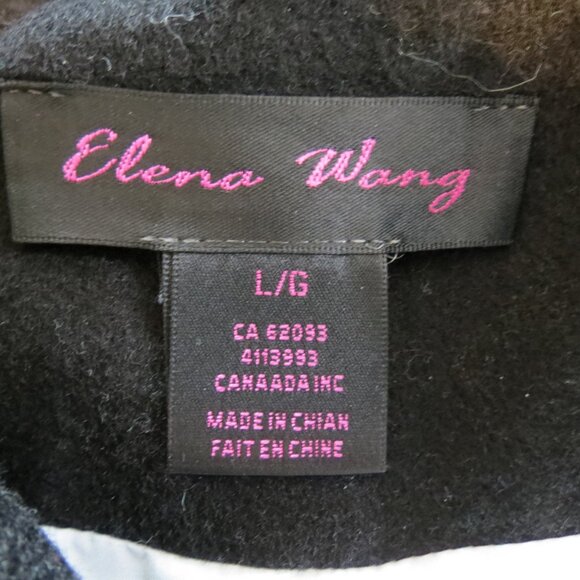 Elena Wang
L/G
CA 62093
4113993
CANAADA INC
MADE IN CHIAN
FAIT EN CHINE